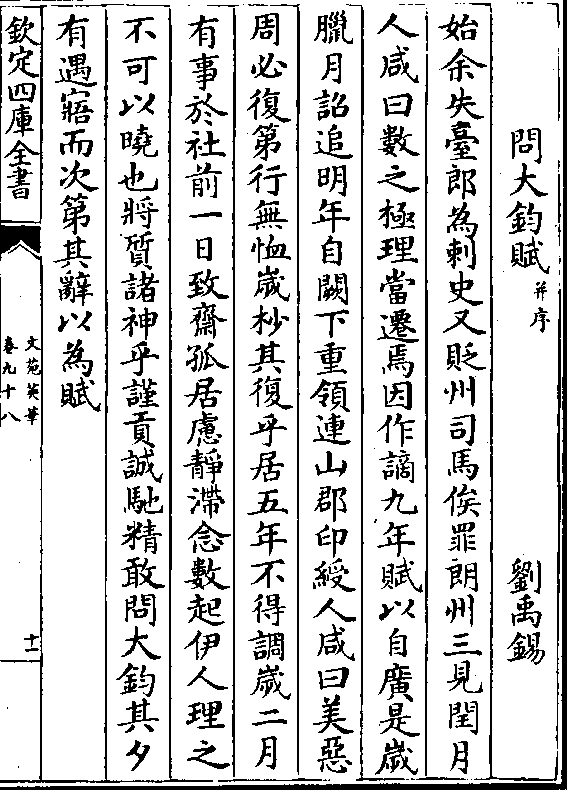 問大鈞賦 并序 劉禹錫
始余失臺郎為刺史又貶州司馬俟罪朗州三見閏月
人咸曰數之極理當遷焉因作謫九年賦以自廣是歲
臘月詔追明年自闕下重領連山郡印綬人咸曰美惡
周必復第行無恤歲杪其復乎居五年不得調歲二月
有事於社前一日致齋孤居慮靜滯念數起伊人理之
不可以曉也將質諸神乎謹貢誠馳精敢問大鈞其夕
有遇寤而次第其辭以為賦
欽定四庫全書
文苑英華
卷九十八
十一